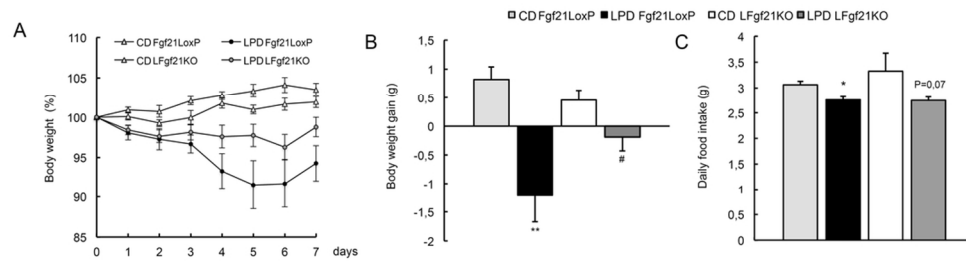 CD Fgf21LoxP LPD Fgf21LoxP CD LFgf21KO LPD LFgf21KO
A
110
105
100
95
90
85
Body weight (%)
CD Fgf21LoxP LPD Fgf21LoxP
CD LFgf21KO LPD LFgf21KO
0 1 2 3 4 5 6 7 days
B
1,5
1
0,5
0
-0,5
-1
-1,5
-2
Body weight gain (g)
**
#
C
4
3,5
3
2,5
2
1,5
1
0,5
0
Daily food intake (g)
*
P=0,07